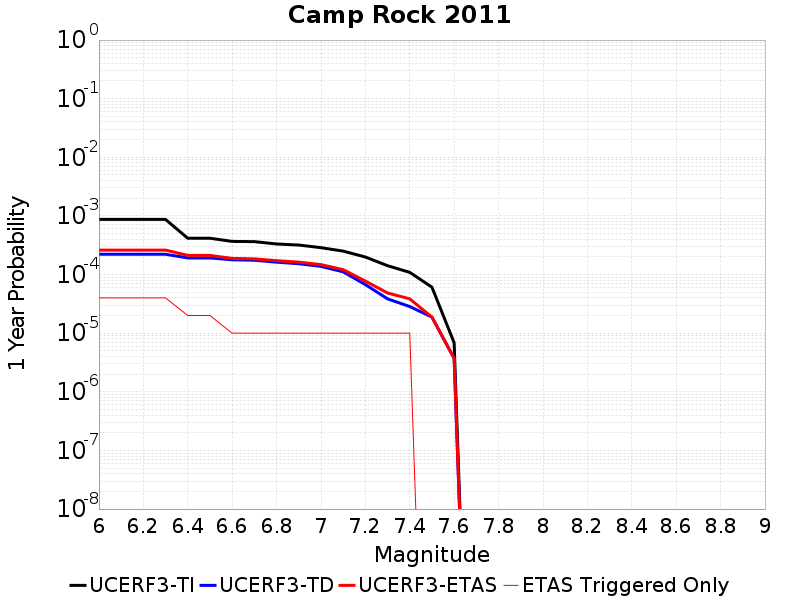 Camp Rock 2011
1 Year Probability
10^0
10^-1
10^-2
10^-3
10^-4
10^-5
10^-6
10^-7
10^-8
6 6.2 6.4 6.6 6.8 7 7.2 7.4 7.6 7.8 8 8.2 8.4 8.6 8.8 9
Magnitude
UCERF3-TI UCERF3-TD UCERF3-ETAS ETAS Triggered Only